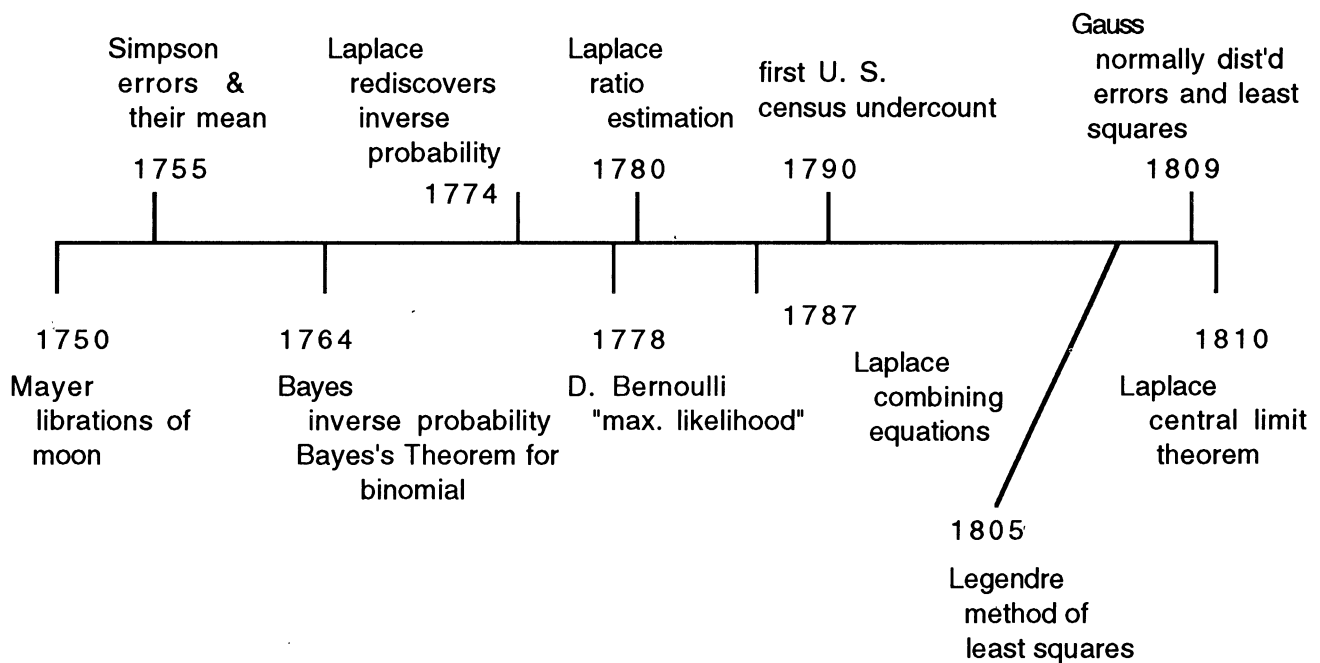 Simpson
errors &
their mean
1755
Laplace
rediscovers
inverse
probability
1774
Laplace
ratio
estimation
1780
first U. S.
census undercount
1790
Gauss
normally dist'd
errors and least
squares
1809
1750
Mayer
librations of
moon
1764
Bayes
inverse probability
Bayes's Theorem for
binomial
1778
D. Bernoulli
"max. likelihood"
1787
Laplace
combining
equations
1805
Legendre
method of
least squares
1810
Laplace
central limit
theorem